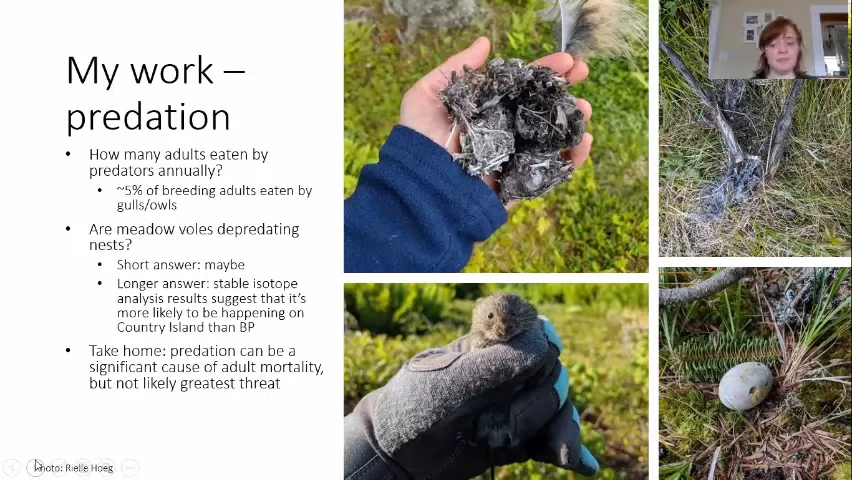 My work –
predation
• How many adults eaten by
predators annually?
• ~5% of breeding adults eaten by
gulls/owls
• Are meadow voles depredating
nests?
• Short answer: maybe
• Longer answer: stable isotope
analysis results suggest that it's
more likely to be happening on
Country Island than BP
• Take home: predation can be a
significant cause of adult mortality,
but not likely greatest threat
Photo: Rielle Hoeg